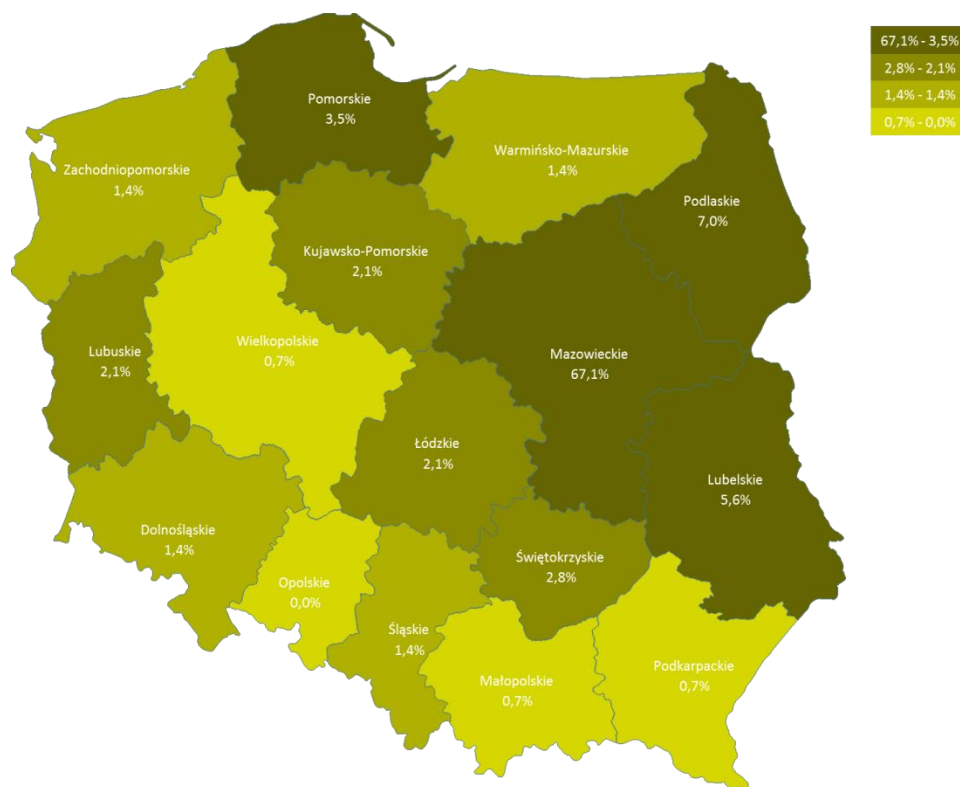 67,1% - 3,5%
2,8% - 2,1%
1,4% - 1,4%
0,7% - 0,0%
Pomorskie
3,5%
Warmińsko-Mazurskie
1,4%
Zachodniopomorskie
1,4%
Podlaskie
7,0%
Kujawsko-Pomorskie
2,1%
Wielkopolskie
0,7%
Lubuskie
2,1%
Mazowieckie
67,1%
Łódzkie
2,1%
Lubelskie
5,6%
Dolnośląskie
1,4%
Świętokrzyskie
2,8%
Opolskie
0,0%
Śląskie
1,4%
Małopolskie
0,7%
Podkarpackie
0,7%